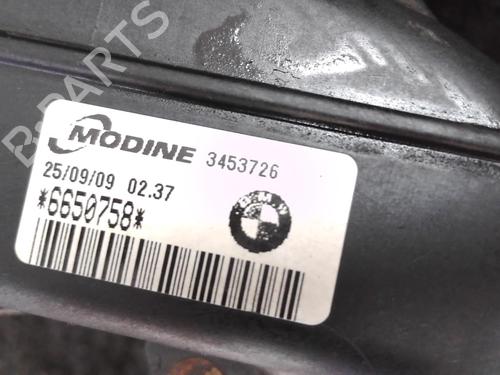 B-PARTS
MODINE 3453726
25/09/09 02.37
*6650758*
BMW